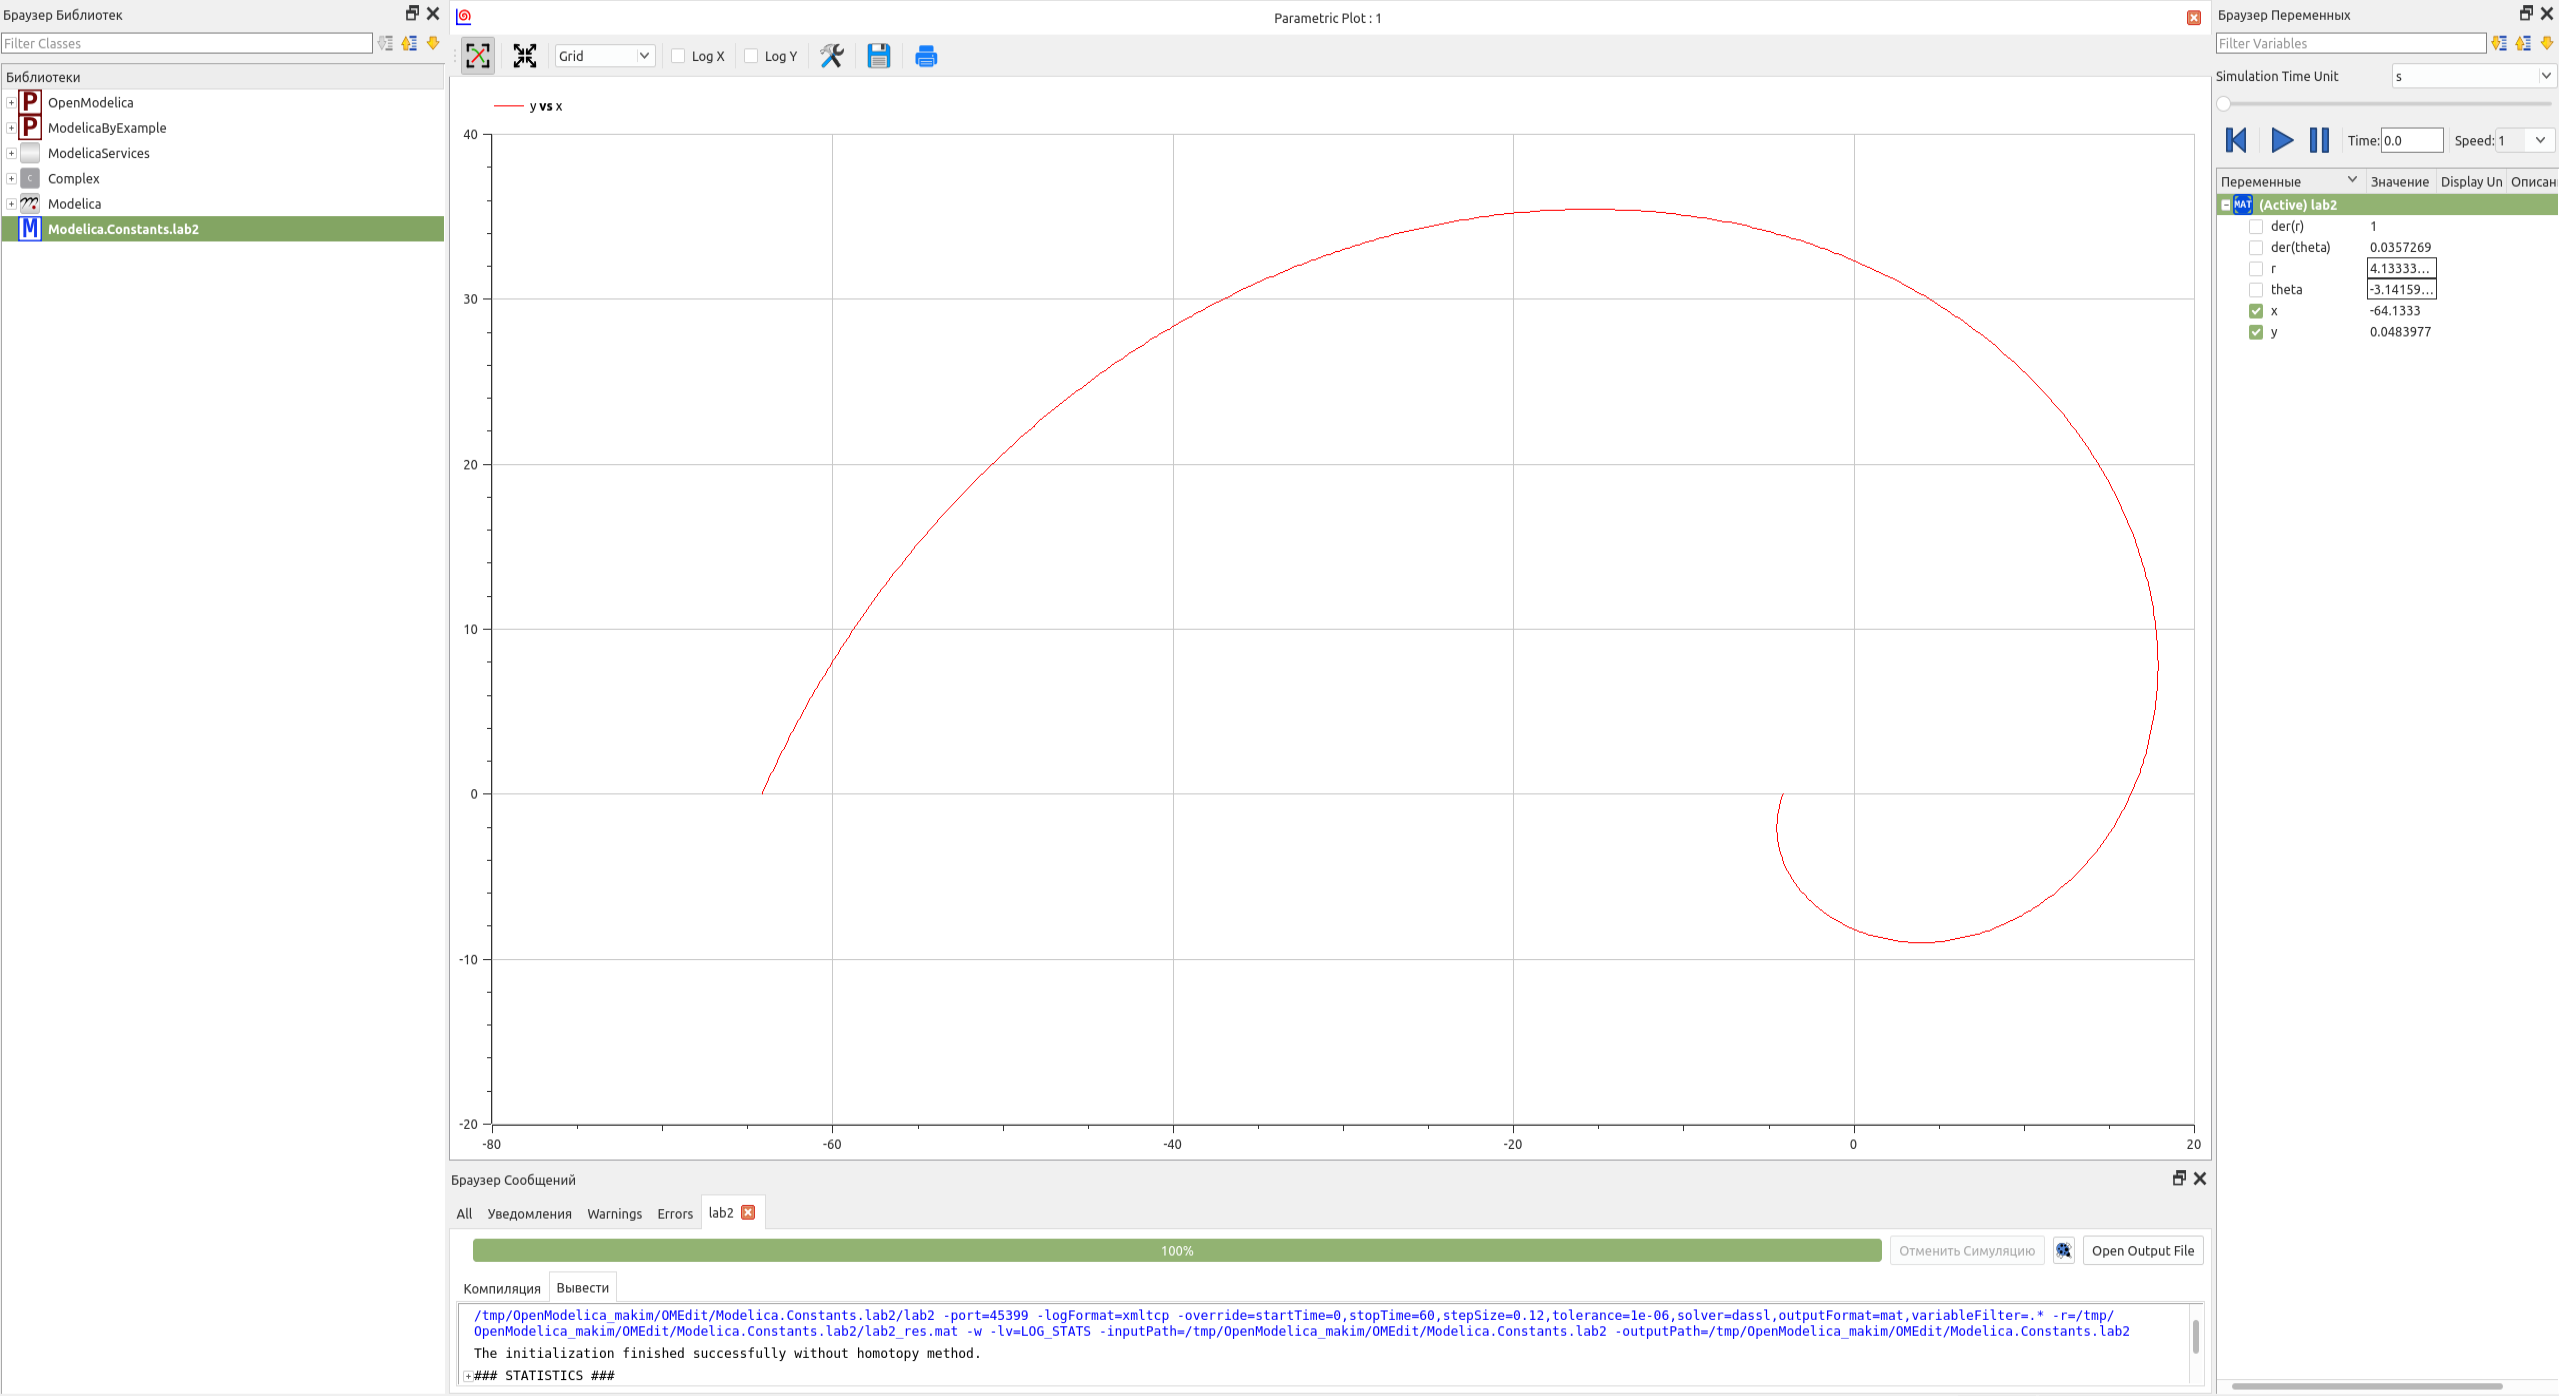 Браузер Библиотек
Filter Classes
Библиотеки
OpenModelica
ModelicaByExample
ModelicaServices
Complex
Modelica
Modelica.Constants.lab2
Parametric Plot : 1
Grid
Log X
Log Y
y vs x
40
30
20
10
0
-10
-20
-80
-60
-40
-20
0
20
Браузер Сообщений
All
Уведомления
Warnings
Errors
lab2
100%
Отменить Симуляцию
Open Output File
Компиляция
Вывести
/tmp/OpenModelica_makim/OMEdit/Modelica.Constants.lab2/lab2 -port=45399 -logFormat=xmltcp -override=startTime=0,stopTime=60,stepSize=0.12,tolerance=1e-06,solver=dassl,outputFormat=mat,variableFilter=.* -r=/tmp/
OpenModelica_makim/OMEdit/Modelica.Constants.lab2/lab2_res.mat -w -lv=LOG_STATS -inputPath=/tmp/OpenModelica_makim/OMEdit/Modelica.Constants.lab2 -outputPath=/tmp/OpenModelica_makim/OMEdit/Modelica.Constants.lab2
The initialization finished successfully without homotopy method.
### STATISTICS ###
Браузер Переменных
Filter Variables
Simulation Time Unit s
Time: 0.0 Speed: 1
Переменные Значение Display Un Описан
MAT (Active) lab2
der(r) 1
der(theta) 0.0357269
r 4.13333...
theta -3.14159...
x -64.1333
y 0.0483977